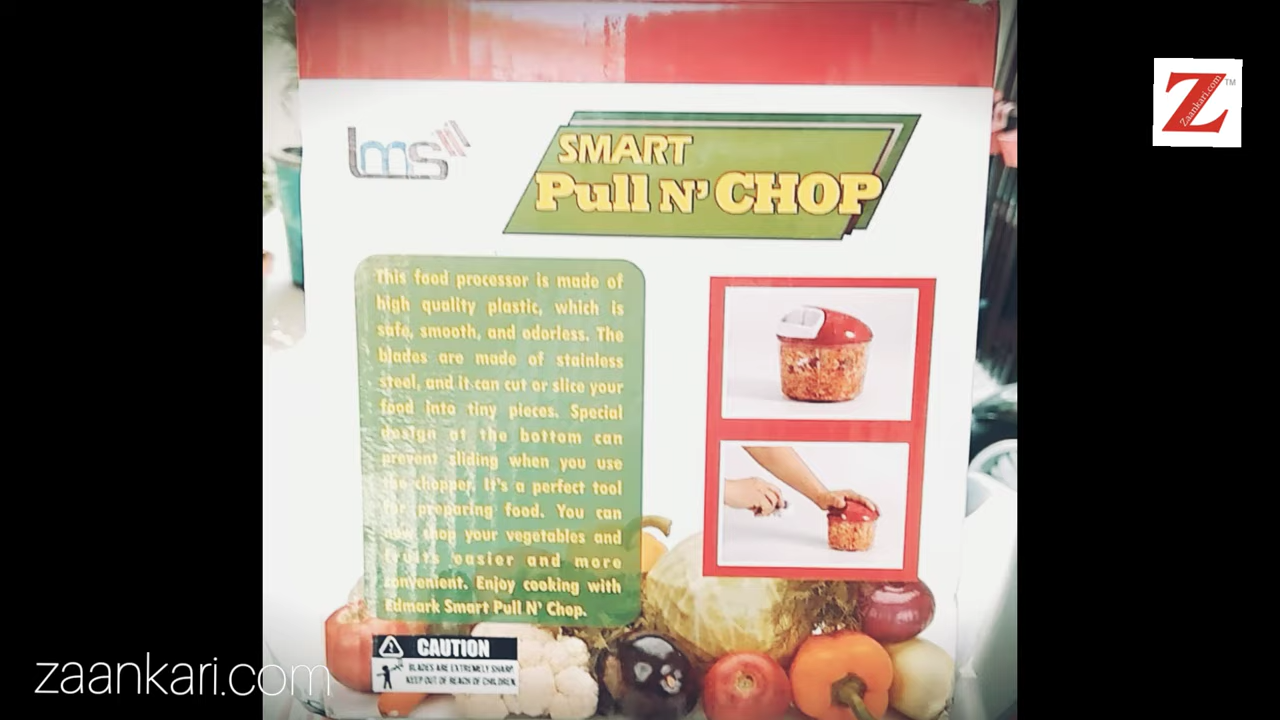 lms
SMART
Pull N' CHOP
This food processor is made of
high quality plastic, which is
safe, smooth, and odorless. The
blades are made of stainless
steel, and it can cut or slice your
food into tiny pieces. Special
design at the bottom can
prevent sliding when you use
the chopper. It's a perfect tool
for preparing food. You can
now chop your vegetables and
fruits easier and more
convenient. Enjoy cooking with
Edmark Smart Pull N' Chop.
CAUTION
BLADES ARE EXTREMELY SHARP.
KEEP OUT OF REACH OF CHILDREN.
zaankari.com
Z
Zaankari.com
TM